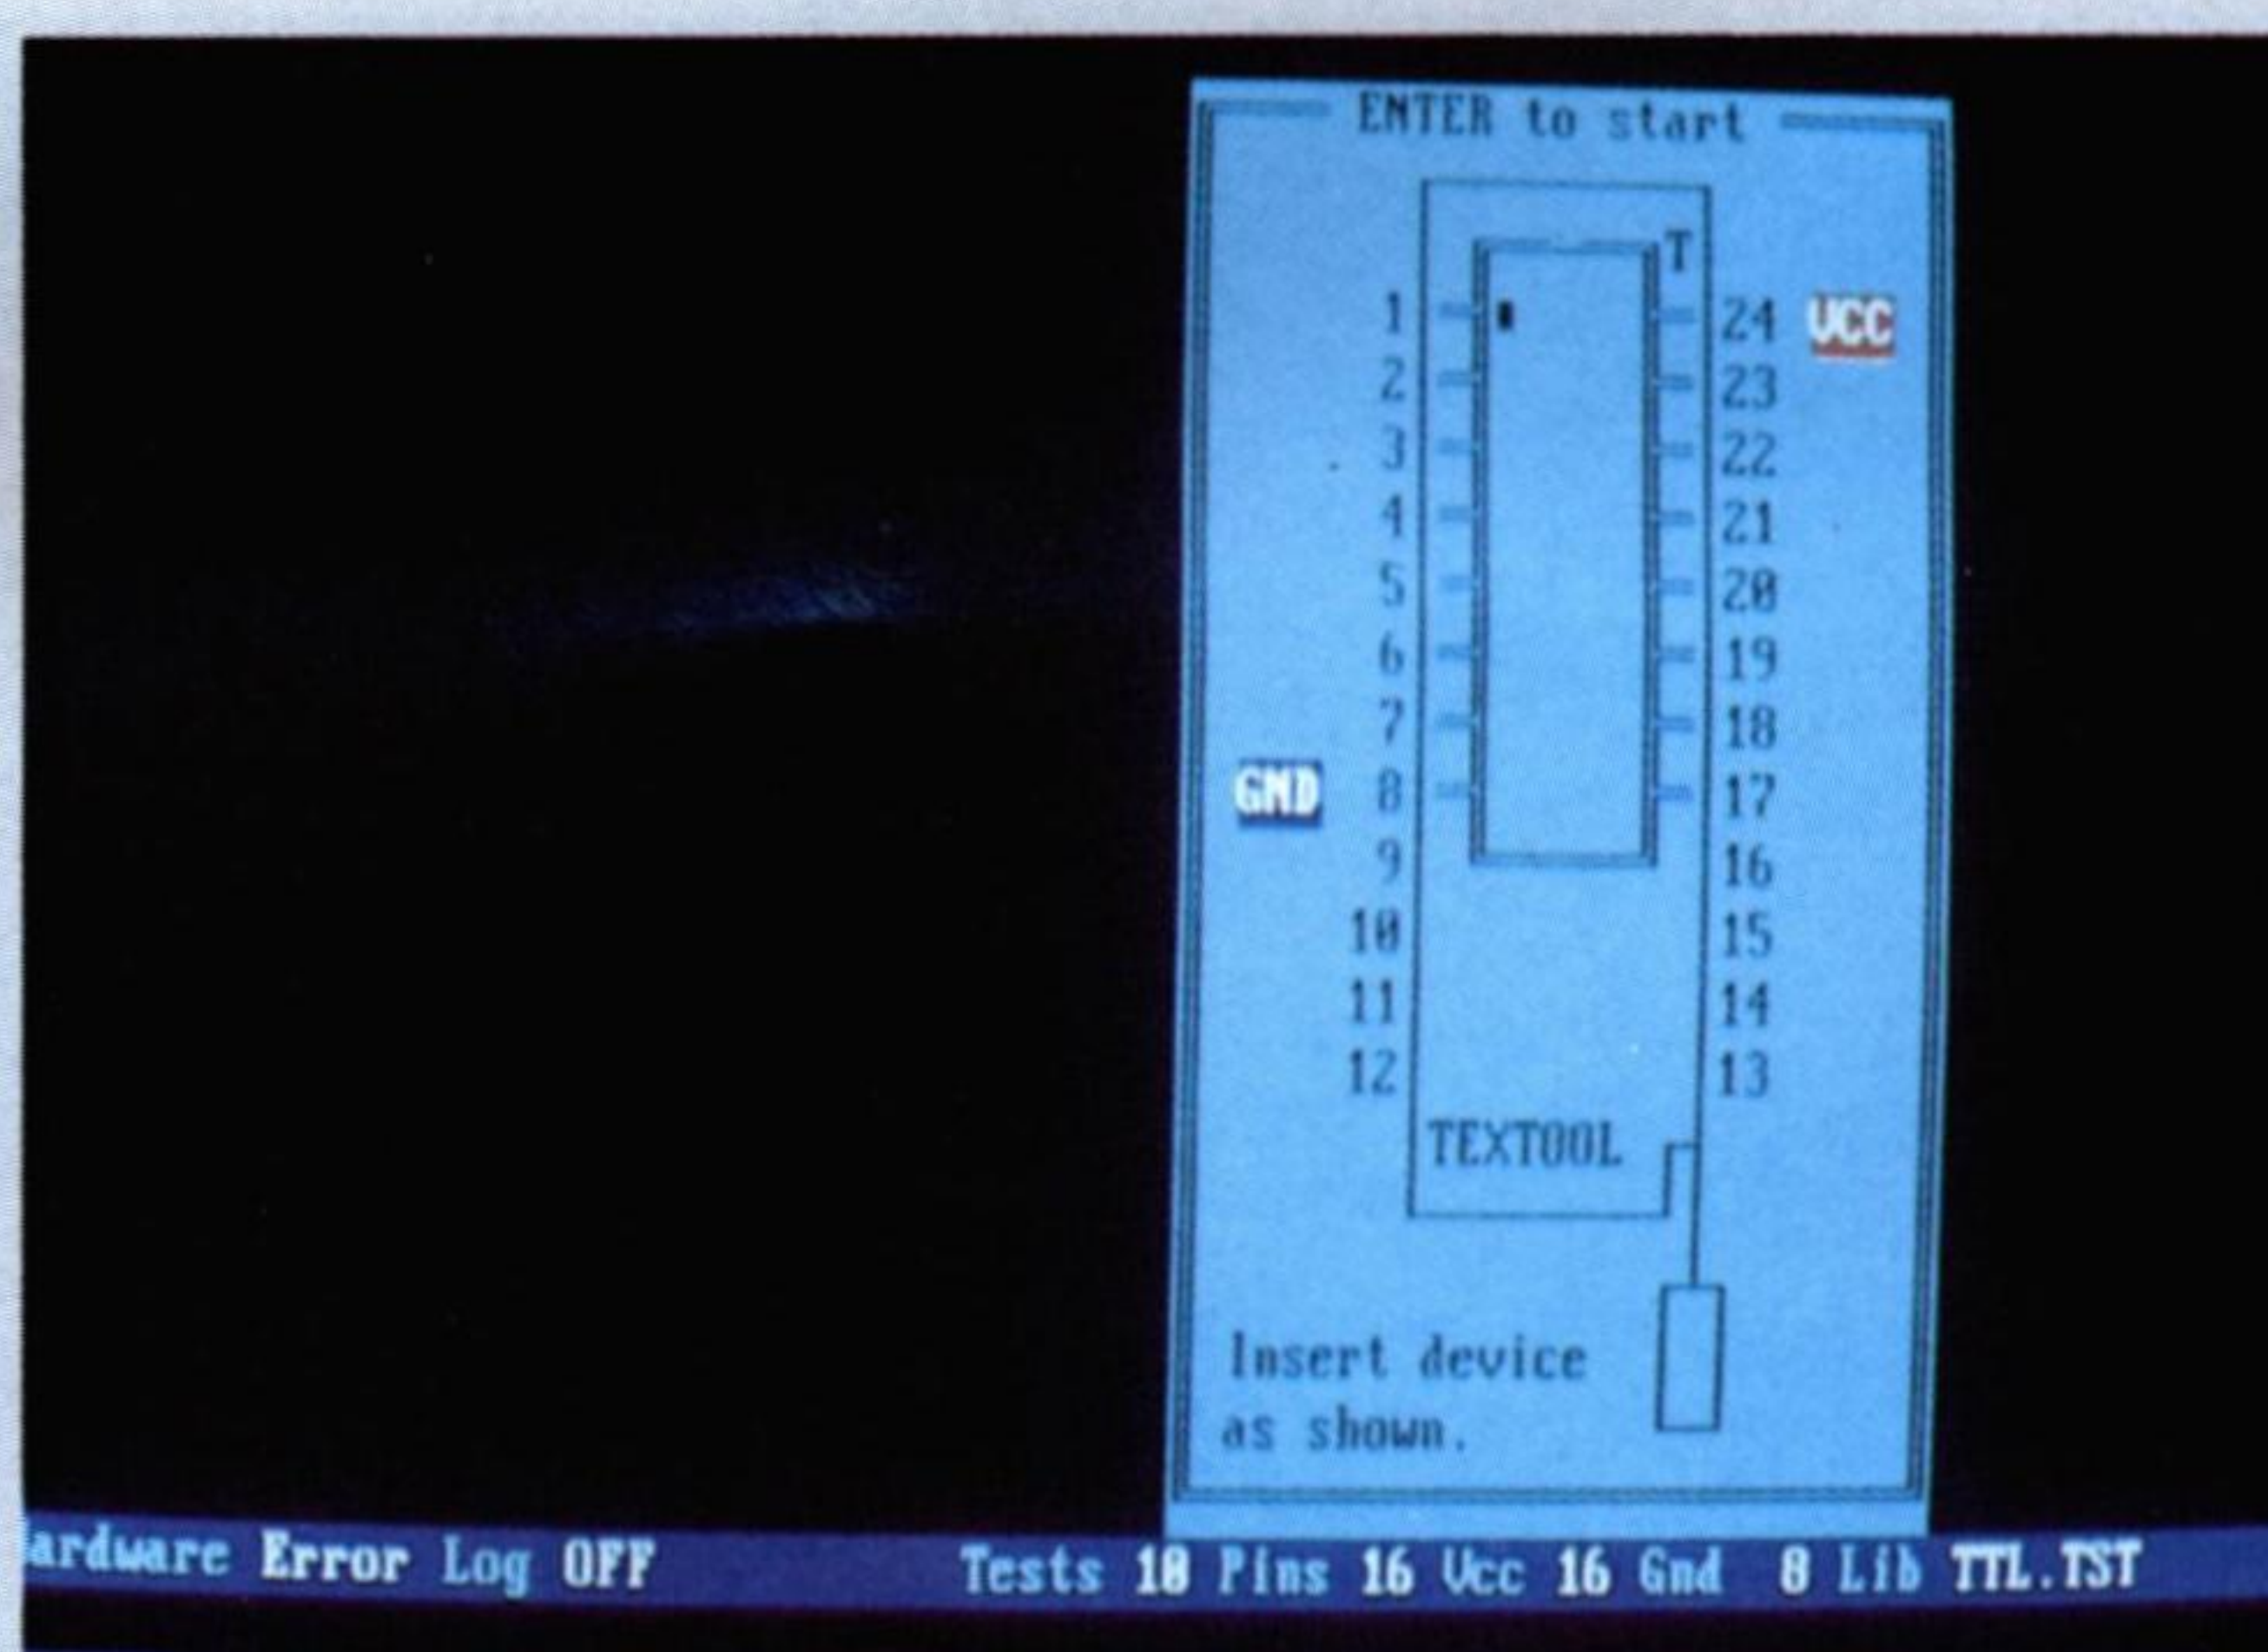 ENTER to start
T
1 24 VCC
2 23
3 22
4 21
5 20
6 19
7 18
GND 8 17
9 16
10 15
11 14
12 13
TEXTOOL
Insert device
as shown.
ardware Error Log OFF Tests 10 Pins 16 Vcc 16 Gnd 8 Lib TTL.TST